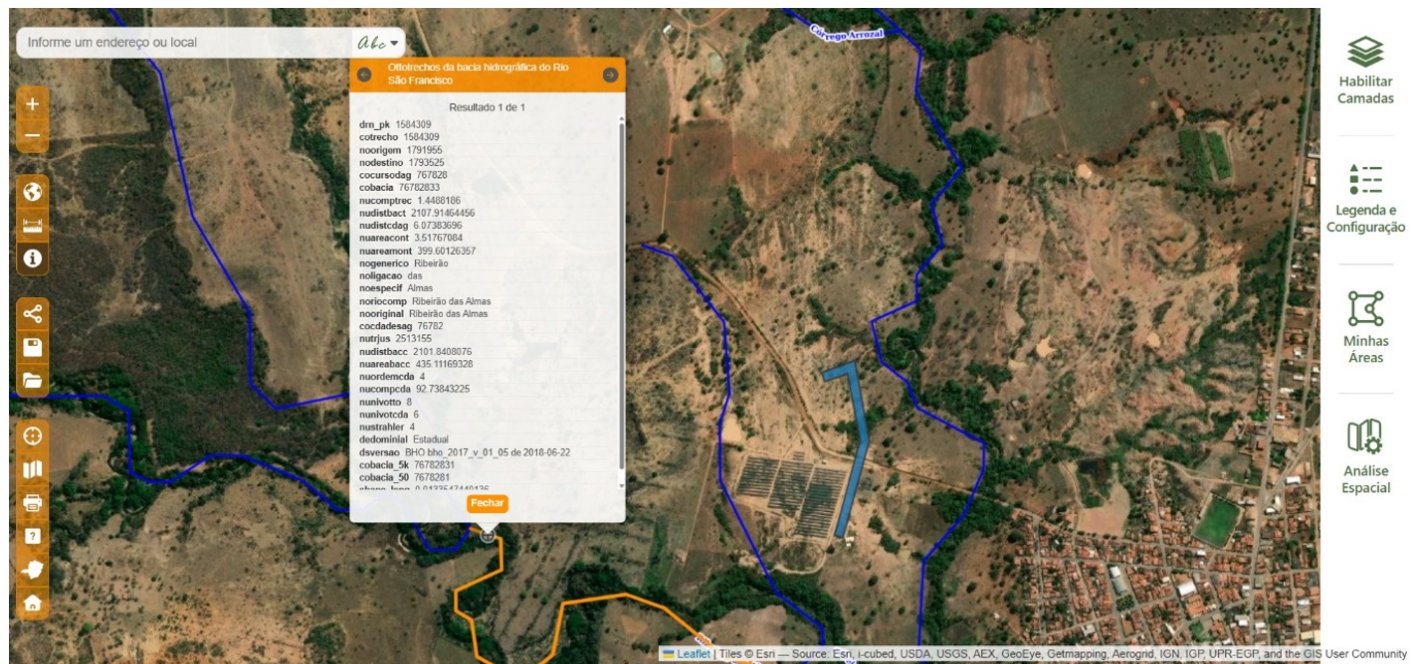 Informe um endereço ou local
Abc
Ottotrechos da bacia hidrográfica do Rio
São Francisco
Resultado 1 de 1
drn_pk 1584309
cotrecho 1584309
noorigem 1791955
nodestino 1793525
cocursodag 767828
cobacia 76782833
nucomptrec 1.4488186
nudistbact 2107.91464456
nudistcdag 6.07383696
nuareacont 3.51767084
nuareamont 399.60126357
nogenerico Ribeirão
noligacao das
noespecif Almas
noriocomp Ribeirão das Almas
nooriginal Ribeirão das Almas
cocdadesag 76782
nutrjus 2513155
nudistbacc 2101.8408076
nuareabacc 435.11169328
nuordemcda 4
nucompcda 92.73843225
nunivotto 8
nunivotcda 6
nustrahler 4
dedominial Estadual
dsversao BHO bho_2017_v_01_05 de 2018-06-22
cobacia_5k 76782831
cobacia_50 7678281
Fechar
Córrego Arrozal
Habilitar
Camadas
Legenda e
Configuração
Minhas
Áreas
Análise
Espacial
Leaflet | Tiles © Esri — Source: Esri, i-cubed, USDA, USGS, AEX, GeoEye, Getmapping, Aerogrid, IGN, IGP, UPR-EGP, and the GIS User Community